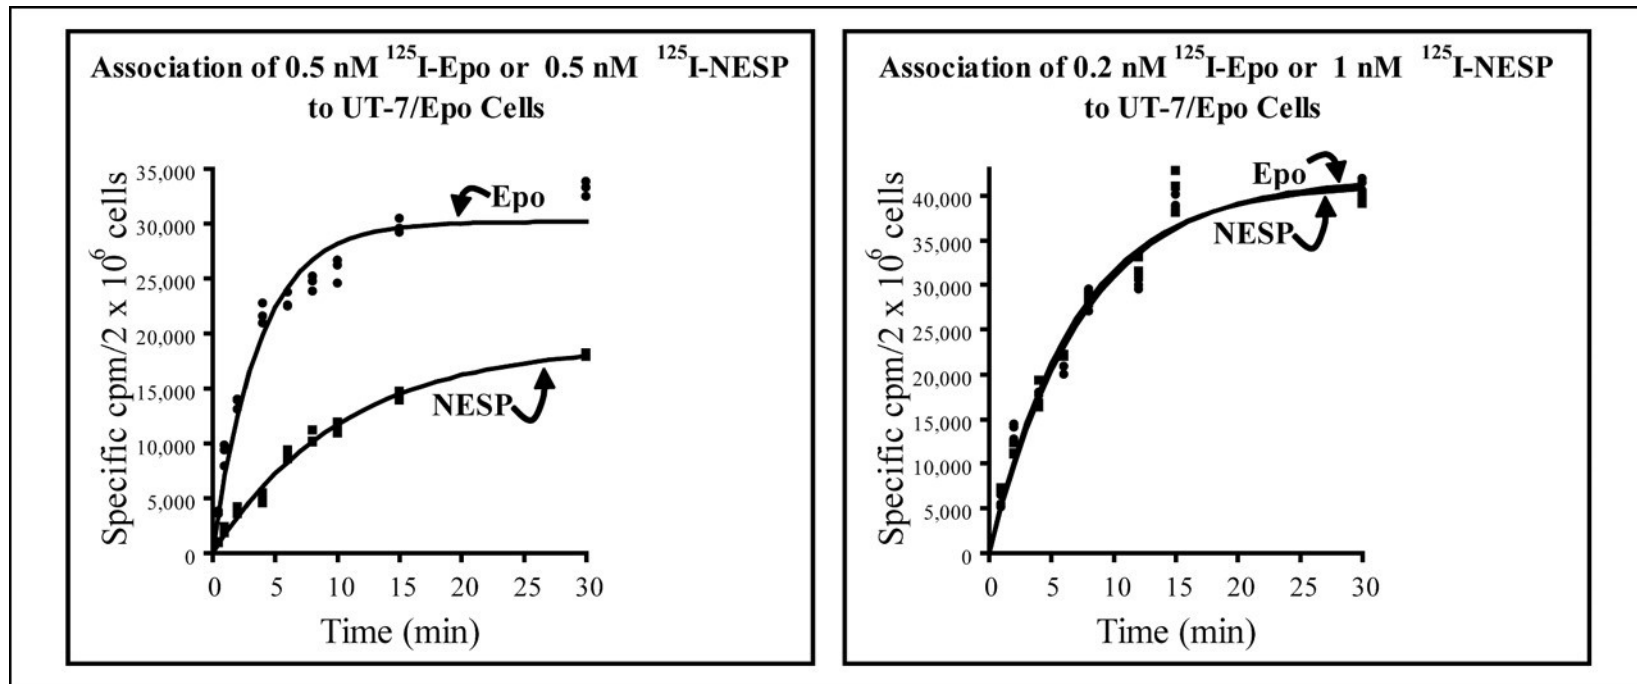 Association of 0.5 nM ¹²⁵I-Epo or 0.5 nM ¹²⁵I-NESP
to UT-7/Epo Cells
Specific cpm/2 x 10⁶ cells
35,000
30,000
25,000
20,000
15,000
10,000
5,000
0
Epo
NESP
0 5 10 15 20 25 30
Time (min)
Association of 0.2 nM ¹²⁵I-Epo or 1 nM ¹²⁵I-NESP
to UT-7/Epo Cells
Specific cpm/2 x 10⁶ cells
40,000
35,000
30,000
25,000
20,000
15,000
10,000
5,000
0
Epo
NESP
0 5 10 15 20 25 30
Time (min)